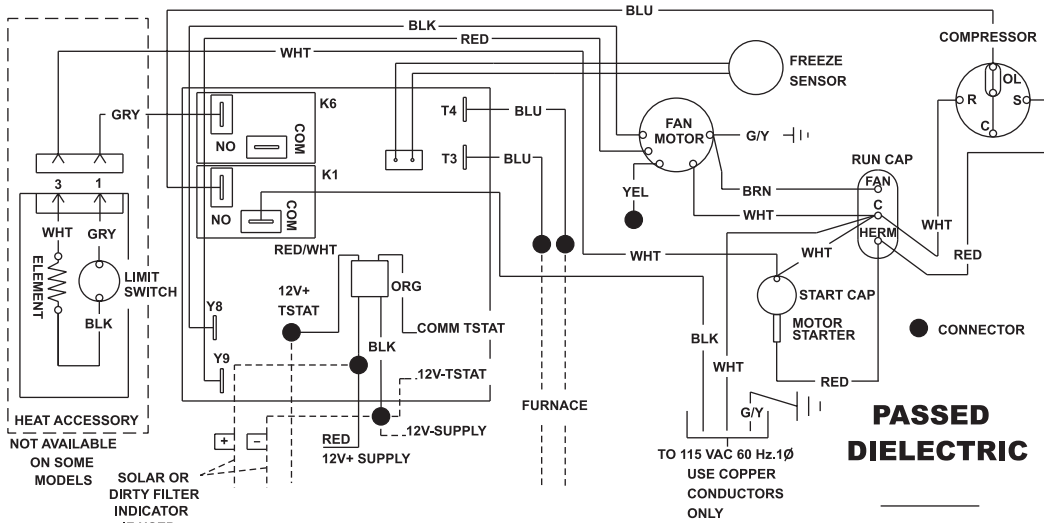 BLU
BLK
RED
COMPRESSOR
WHT
FREEZE
SENSOR
OL
R
S
C
K6
GRY
NO
COM
T4
BLU
FAN
MOTOR
G/Y
T3
BLU
RUN CAP
K1
FAN
3
1
YEL
BRN
NO
COM
C
WHT
WHT
WHT
GRY
HERM
RED/WHT
WHT
WHT
RED
ELEMENT
LIMIT
SWITCH
12V+
TSTAT
ORG
START CAP
BLK
Y8
COMM TSTAT
MOTOR
STARTER
CONNECTOR
BLK
BLK
Y9
WHT
12V-TSTAT
RED
FURNACE
HEAT ACCESSORY
G/Y
PASSED
DIELECTRIC
NOT AVAILABLE
ON SOME
MODELS
+
−
RED
12V-SUPPLY
12V+ SUPPLY
TO 115 VAC 60 Hz.1Ø
USE COPPER
CONDUCTORS
ONLY
SOLAR OR
DIRTY FILTER
INDICATOR